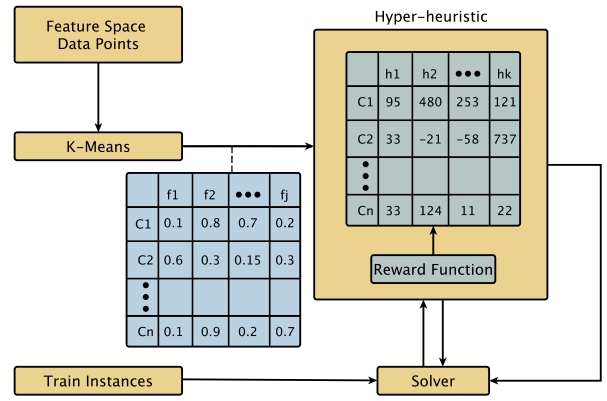 Hyper-heuristic
Feature Space
Data Points
K-Means
h1 h2 ●●● hk
C1 95 480 253 121
C2 33 -21 -58 737
Cn 33 124 11 22
Reward Function
f1 f2 ●●● fj
C1 0.1 0.8 0.7 0.2
C2 0.6 0.3 0.15 0.3
Cn 0.1 0.9 0.2 0.7
Train Instances
Solver